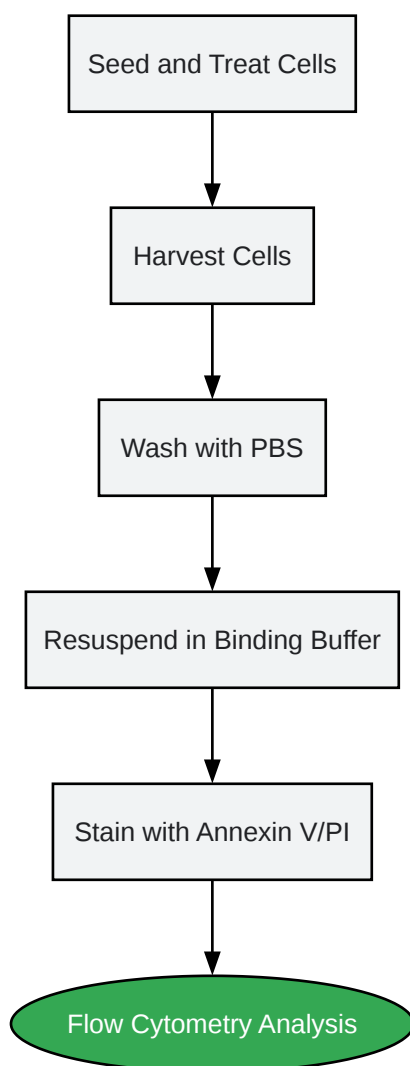 Seed and Treat Cells
Harvest Cells
Wash with PBS
Resuspend in Binding Buffer
Stain with Annexin V/PI
Flow Cytometry Analysis